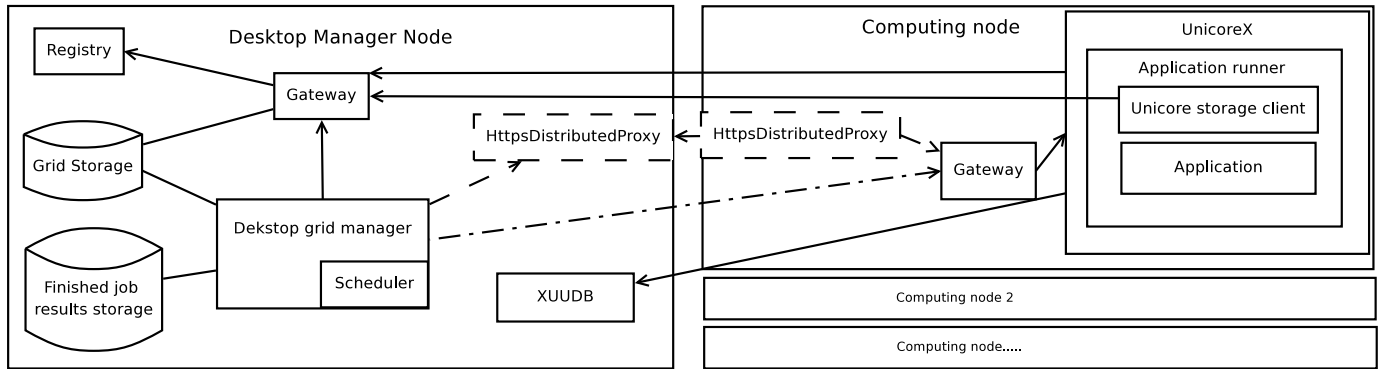 Desktop Manager Node
Registry
Gateway
Grid Storage
HttpsDistributedProxy
Dekstop grid manager
Scheduler
Finished job
results storage
XUUDB
Computing node
UnicoreX
Application runner
Unicore storage client
Application
HttpsDistributedProxy
Gateway
Computing node 2
Computing node.....